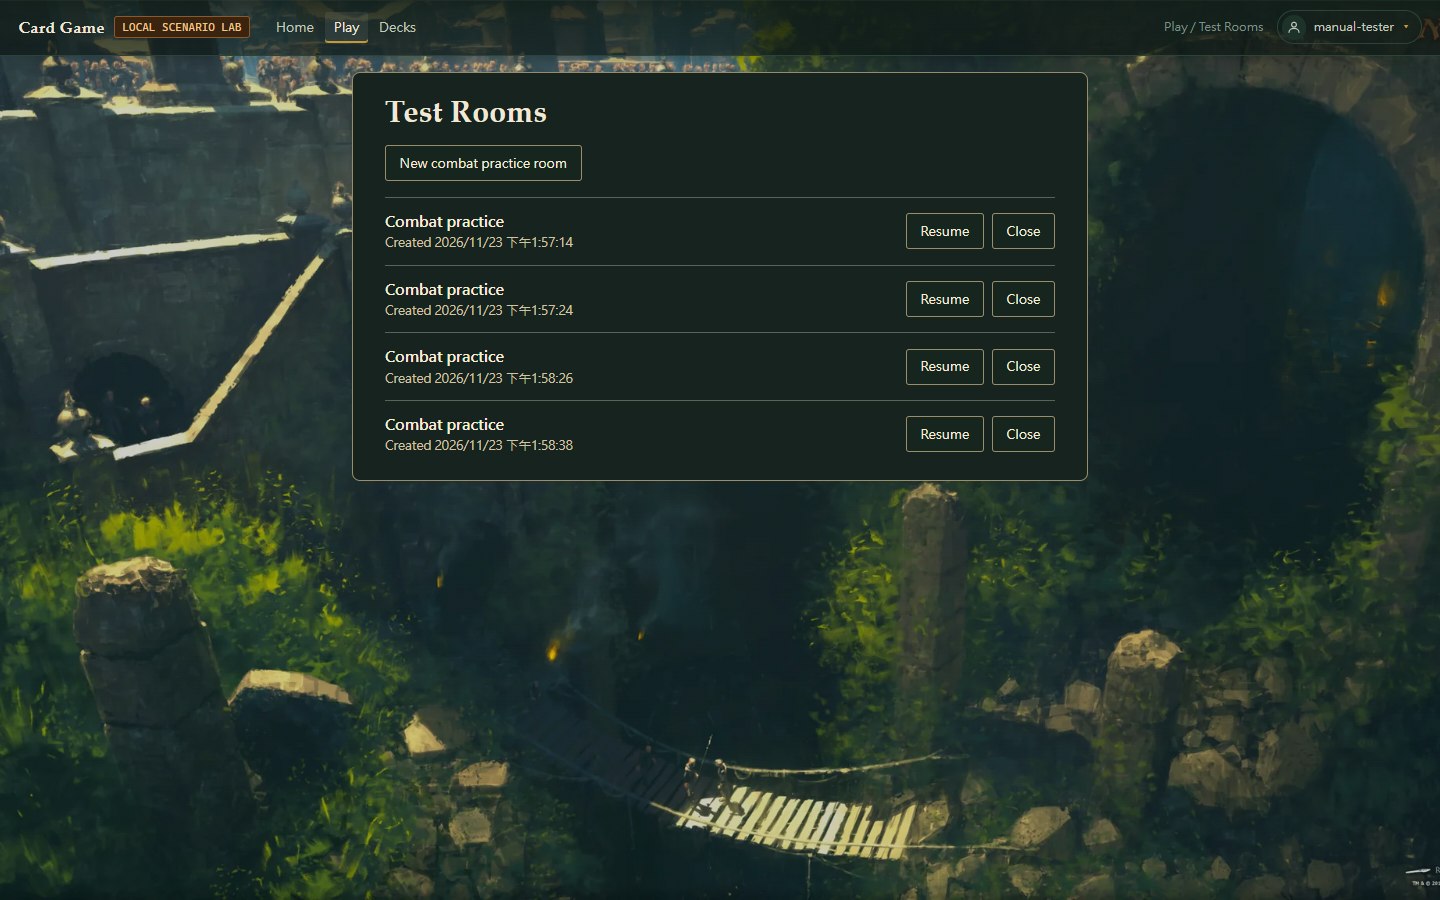 Card Game LOCAL SCENARIO LAB Home Play Decks Play / Test Rooms manual-tester
Test Rooms
New combat practice room
Combat practice
Created 2026/11/23 下午1:57:14
Resume Close
Combat practice
Created 2026/11/23 下午1:57:24
Resume Close
Combat practice
Created 2026/11/23 下午1:58:26
Resume Close
Combat practice
Created 2026/11/23 下午1:58:38
Resume Close
TM & ©